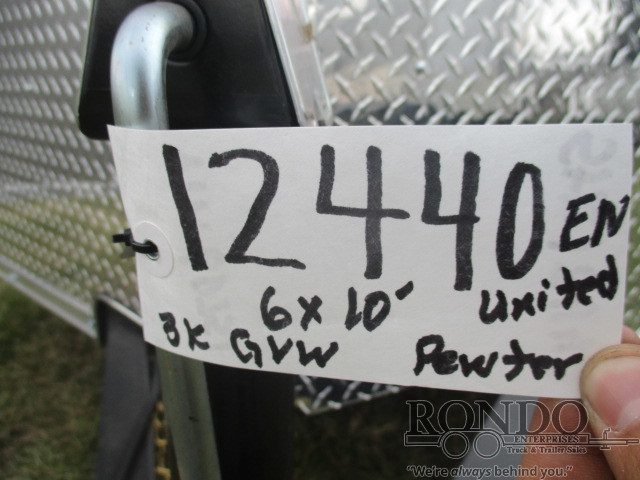 12440 EN
6x10' United
3K GVW Pewter
RONDO
ENTERPRISES
Truck & Trailer Sales
"We're always behind you."